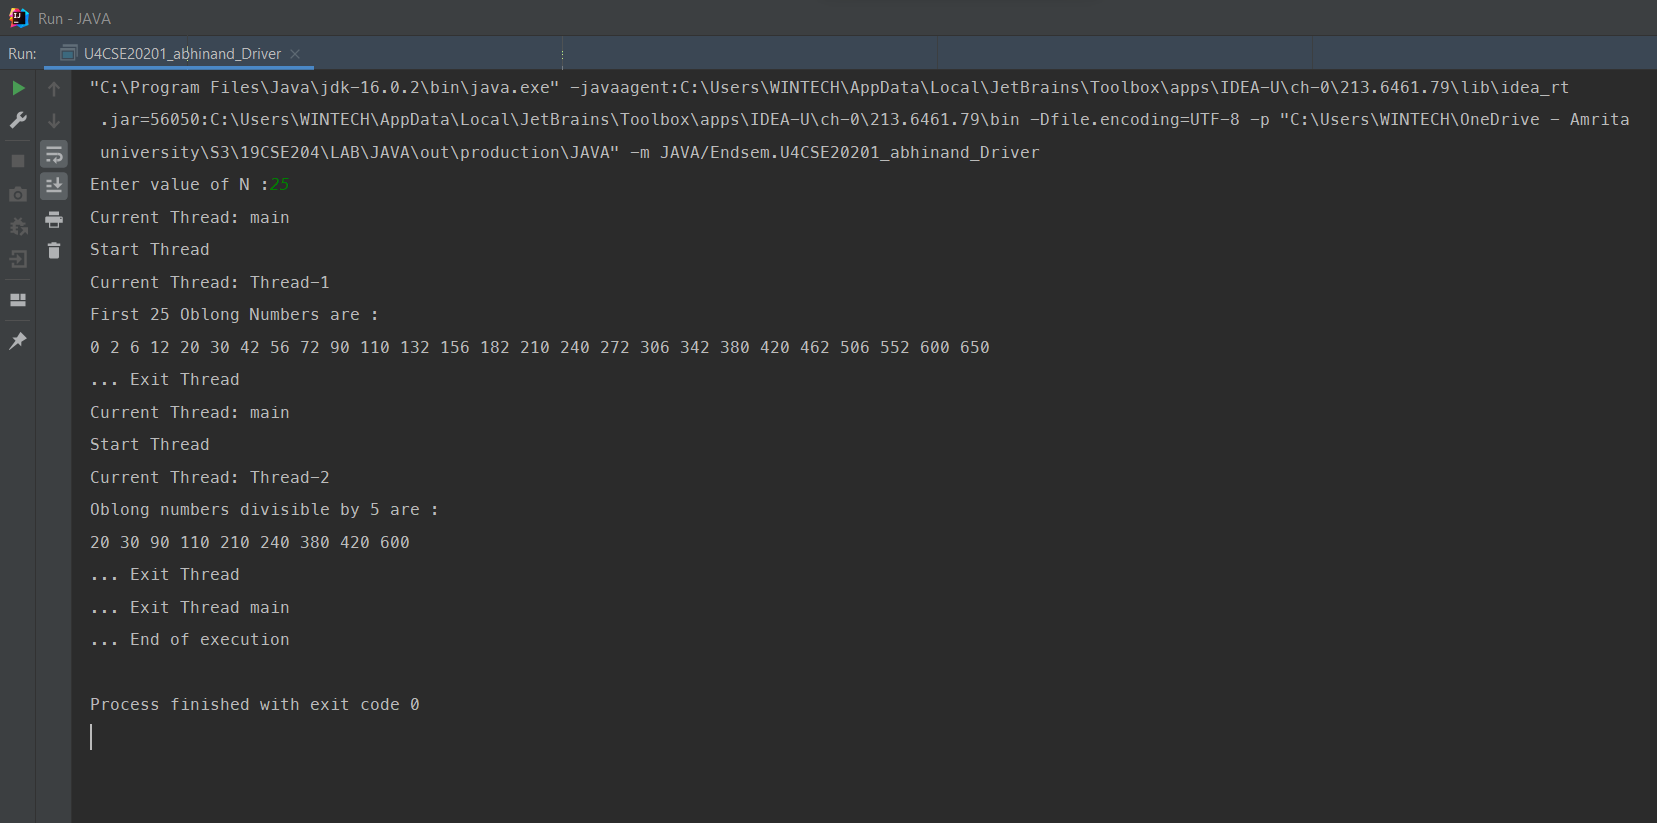 Run - JAVA
Run: U4CSE20201_abhinand_Driver
"C:\Program Files\Java\jdk-16.0.2\bin\java.exe" -javaagent:C:\Users\WINTECH\AppData\Local\JetBrains\Toolbox\apps\IDEA-U\ch-0\213.6461.79\lib\idea_rt
.jar=56050:C:\Users\WINTECH\AppData\Local\JetBrains\Toolbox\apps\IDEA-U\ch-0\213.6461.79\bin -Dfile.encoding=UTF-8 -p "C:\Users\WINTECH\OneDrive - Amrita
university\S3\19CSE204\LAB\JAVA\out\production\JAVA" -m JAVA/Endsem.U4CSE20201_abhinand_Driver
Enter value of N :25
Current Thread: main
Start Thread
Current Thread: Thread-1
First 25 Oblong Numbers are :
0 2 6 12 20 30 42 56 72 90 110 132 156 182 210 240 272 306 342 380 420 462 506 552 600 650
... Exit Thread
Current Thread: main
Start Thread
Current Thread: Thread-2
Oblong numbers divisible by 5 are :
20 30 90 110 210 240 380 420 600
... Exit Thread
... Exit Thread main
... End of execution
Process finished with exit code 0